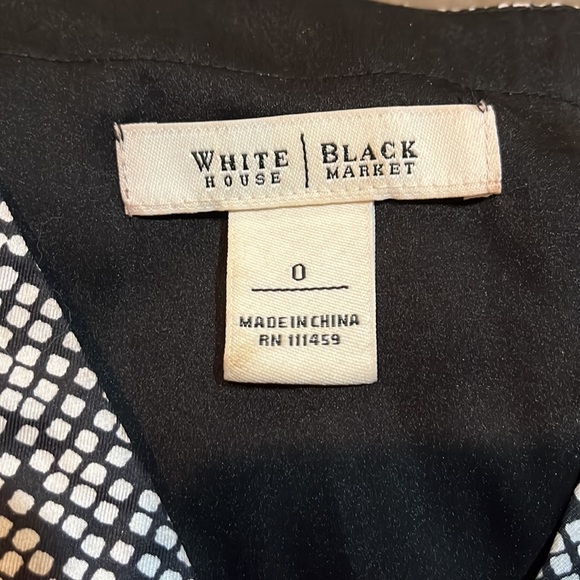 WHITE | BLACK
HOUSE | MARKET
0
MADE IN CHINA
RN 111459